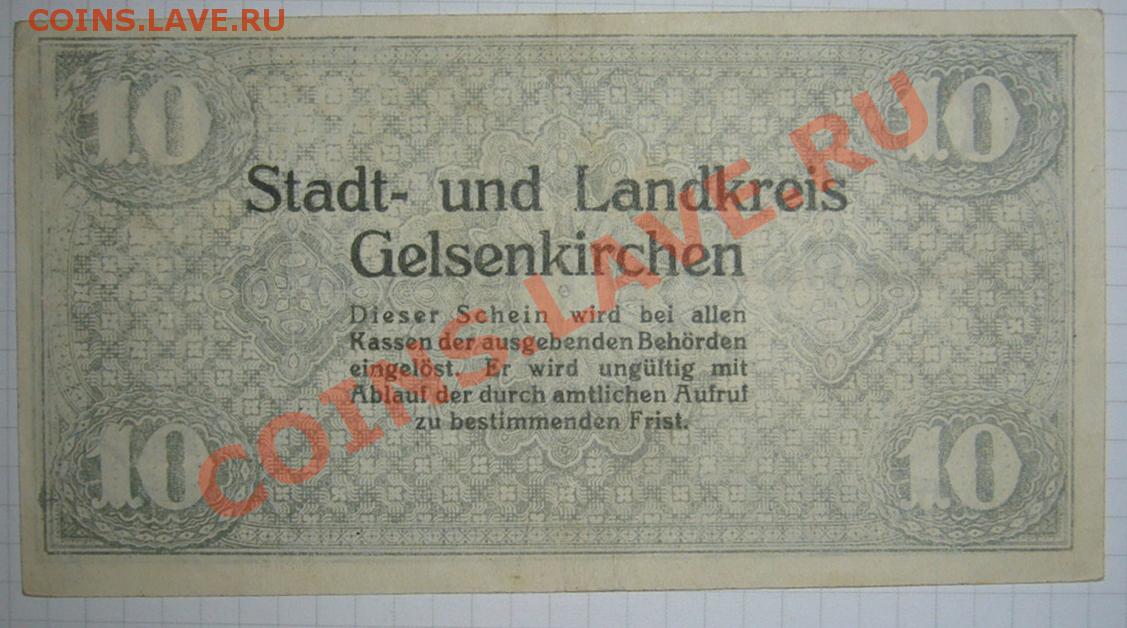 COINS.LAVE.RU
10 10
Stadt- und Landkreis
Gelsenkirchen
Dieser Schein wird bei allen
Kassen der ausgebenden Behörden
eingelöst. Er wird ungültig mit
Ablauf der durch amtlichen Aufruf
zu bestimmenden Frist.
10 10
COINS.LAVE.RU